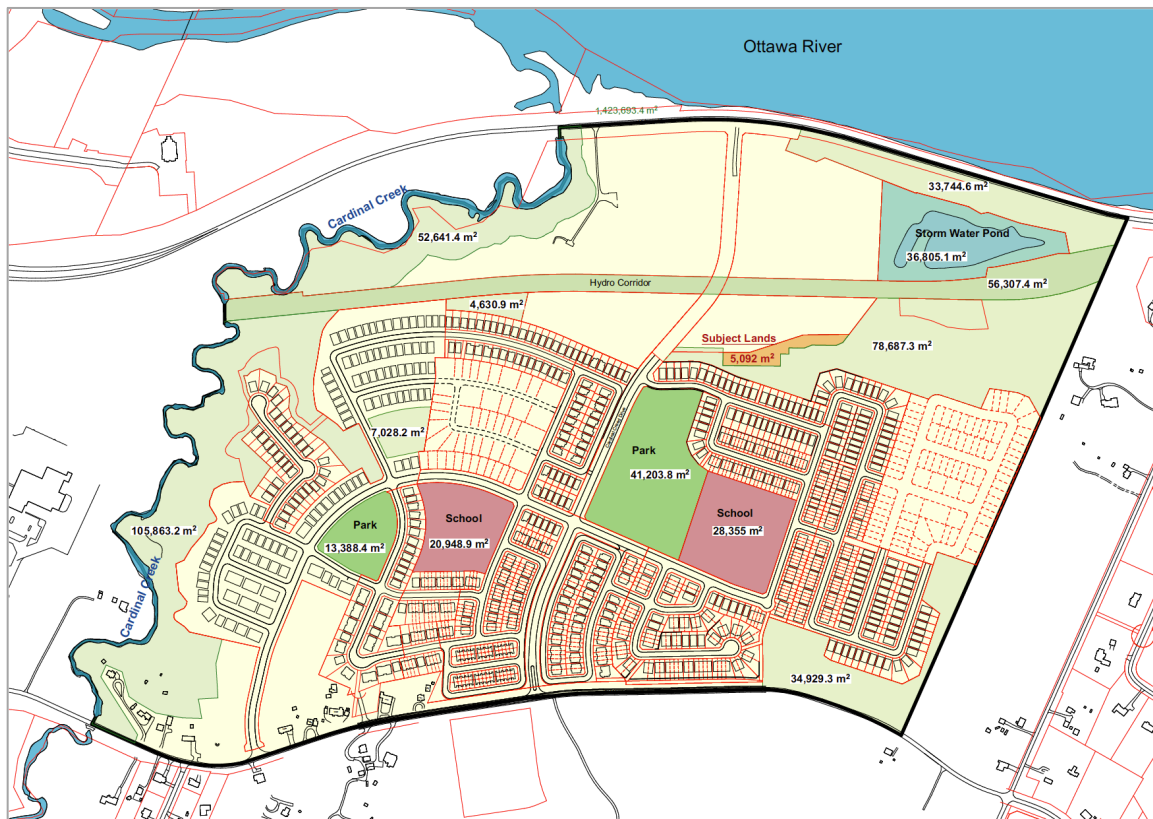 Ottawa River
1,423,693.4 m²
Cardinal Creek
33,744.6 m²
52,641.4 m²
Storm Water Pond
36,805.1 m²
Hydro Corridor
56,307.4 m²
4,630.9 m²
Subject Lands
5,092 m²
78,687.3 m²
7,028.2 m²
Park
41,203.8 m²
School
28,355 m²
Park
13,388.4 m²
School
20,948.9 m²
105,863.2 m²
Cardinal Creek
34,929.3 m²